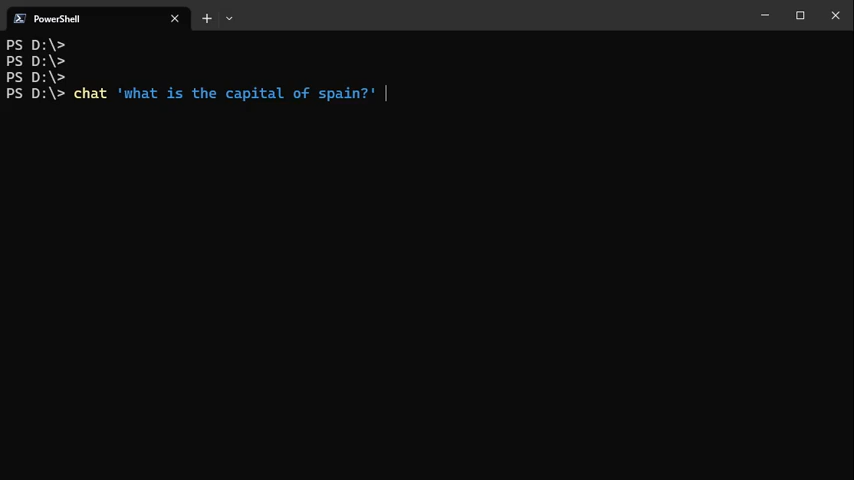 PowerShell
PS D:\>
PS D:\>
PS D:\>
PS D:\> chat 'what is the capital of spain?'